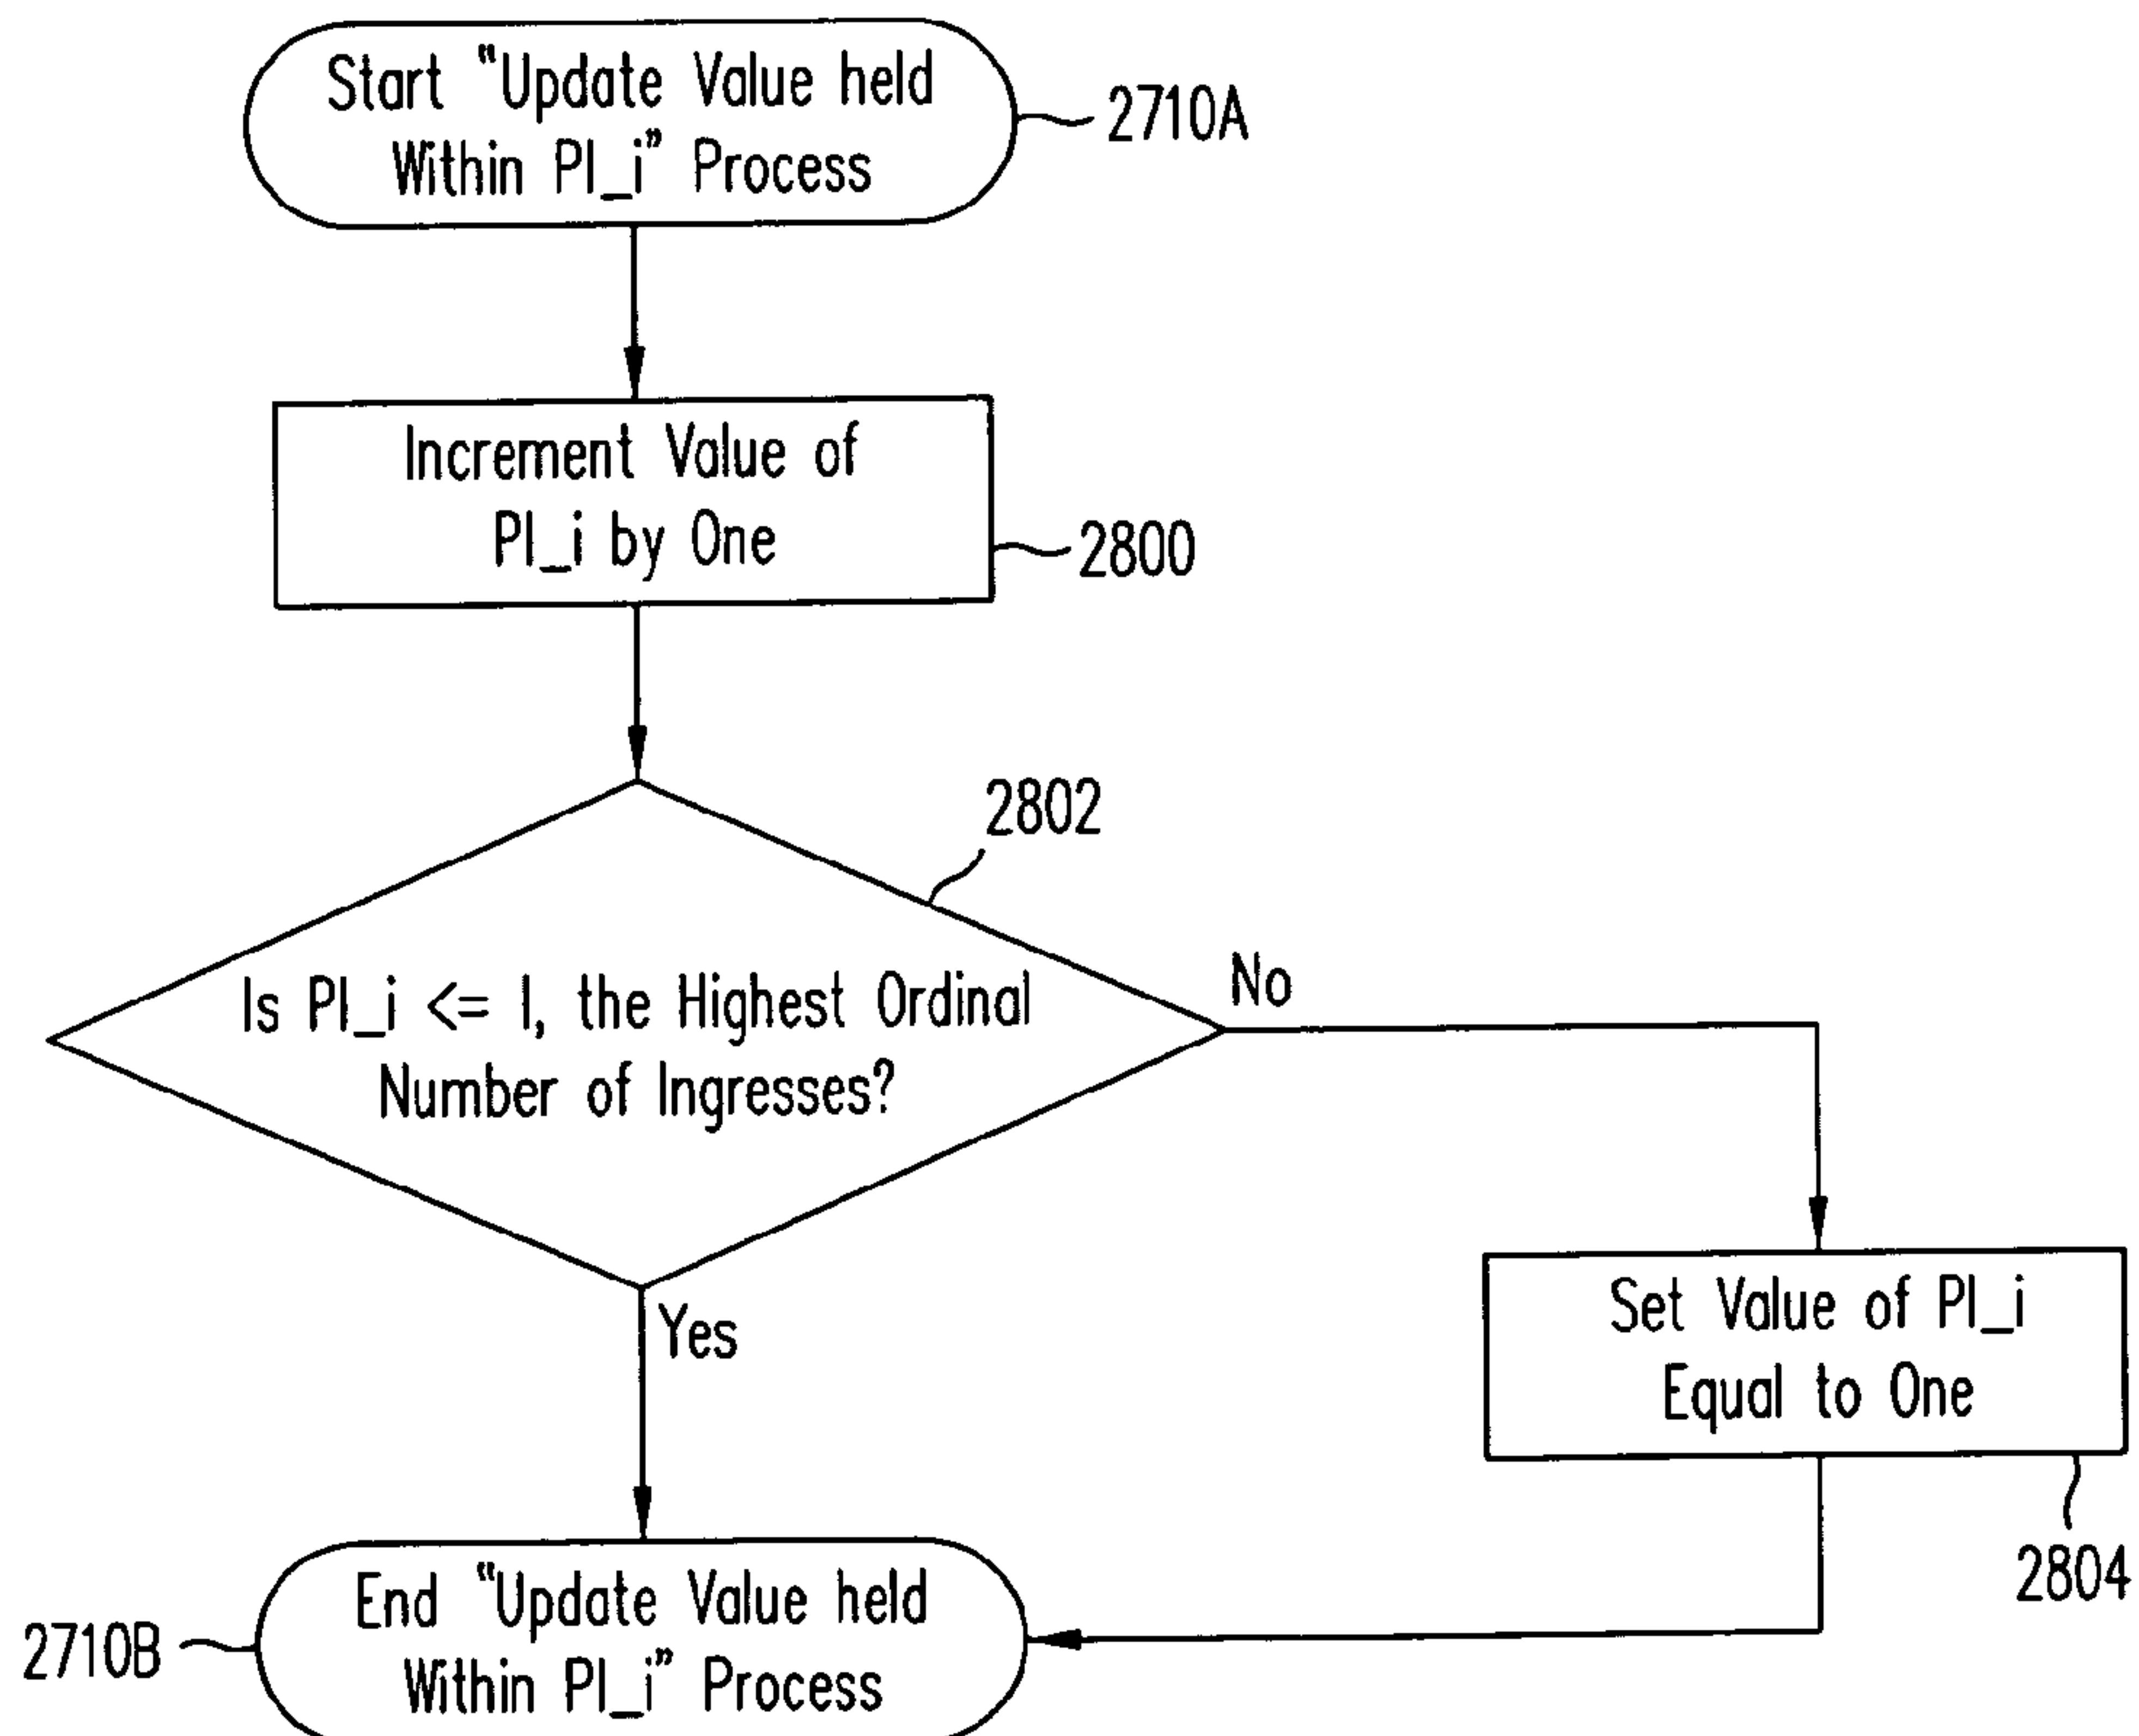 Start "Update Value held
Within PI_i" Process
2710A
Increment Value of
PI_i by One
2800
2802
Is PI_i <= I, the Highest Ordinal
Number of Ingresses?
No
Yes
Set Value of PI_i
Equal to One
2804
End "Update Value held
Within PI_i" Process
2710B